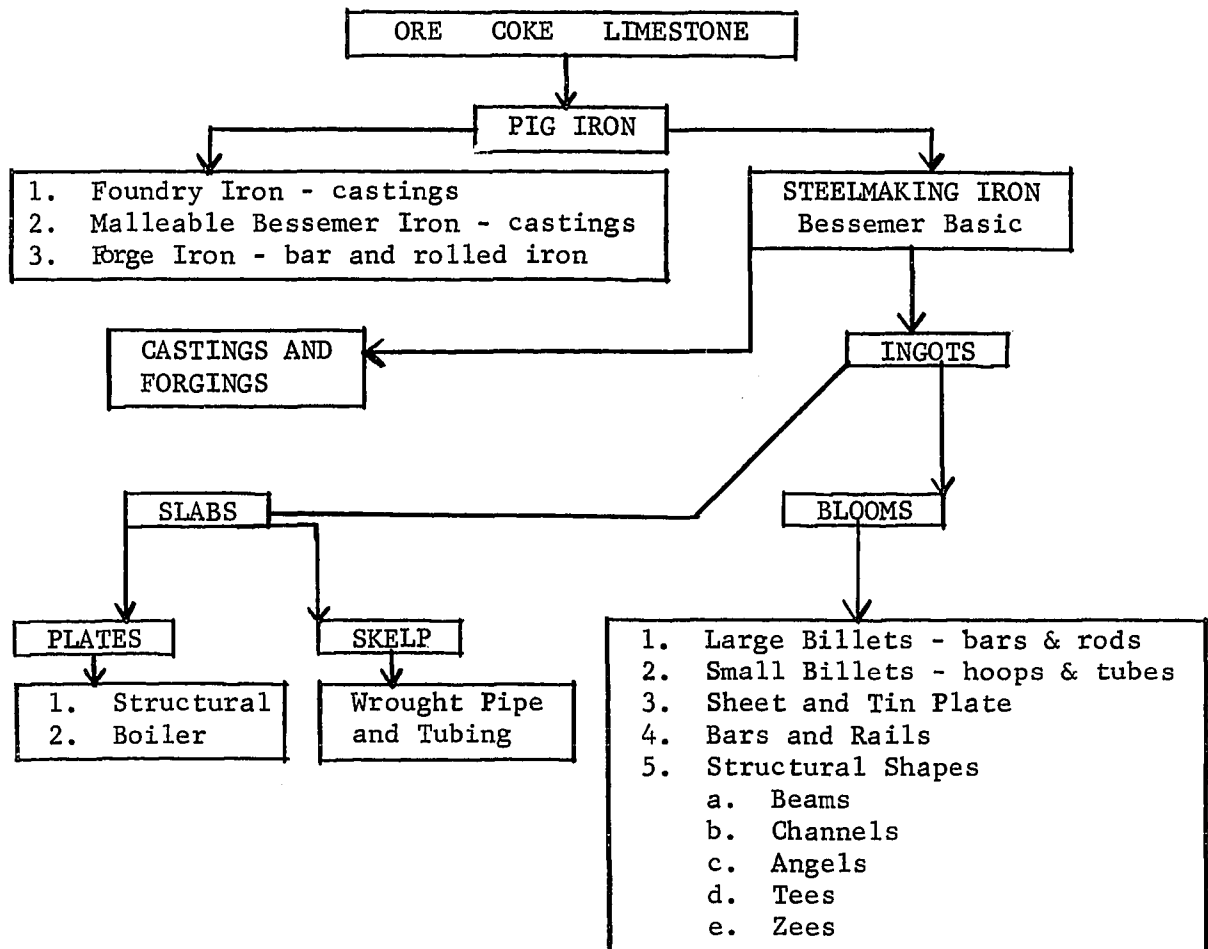 ORE COKE LIMESTONE
PIG IRON
1. Foundry Iron - castings
2. Malleable Bessemer Iron - castings
3. Forge Iron - bar and rolled iron
STEELMAKING IRON
Bessemer Basic
CASTINGS AND
FORGINGS
INGOTS
SLABS
BLOOMS
PLATES
SKELP
1. Structural
2. Boiler
Wrought Pipe
and Tubing
1. Large Billets - bars & rods
2. Small Billets - hoops & tubes
3. Sheet and Tin Plate
4. Bars and Rails
5. Structural Shapes
a. Beams
b. Channels
c. Angels
d. Tees
e. Zees